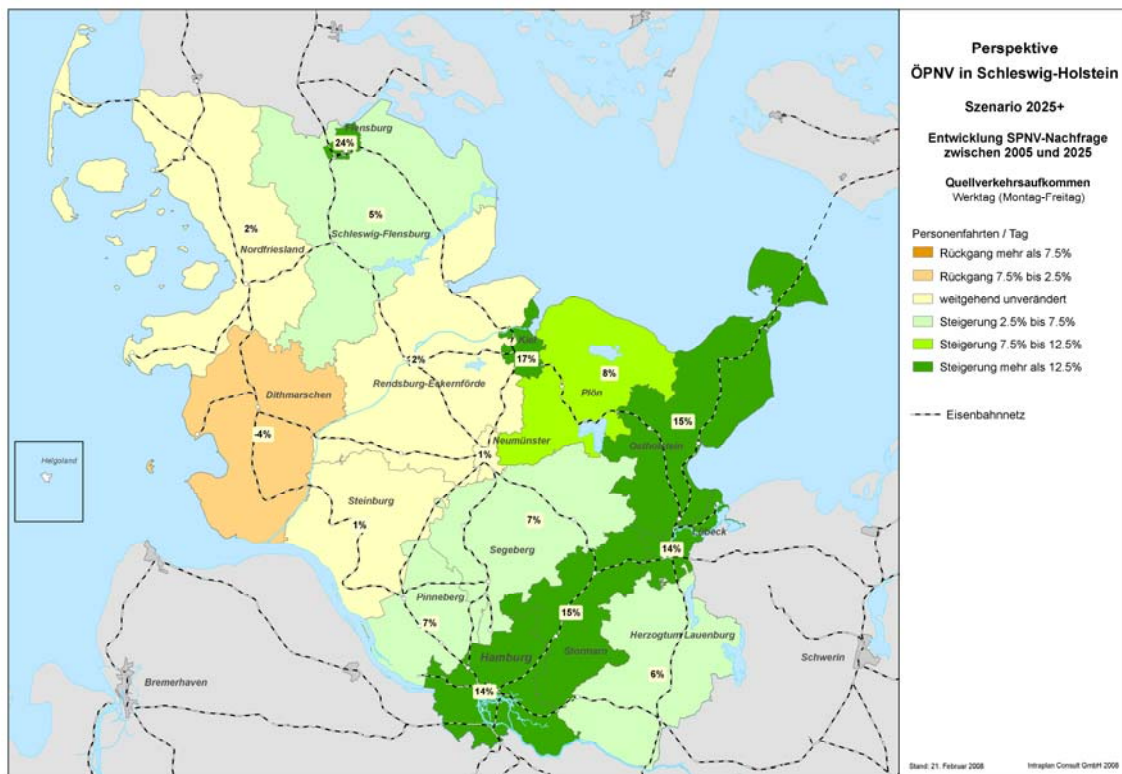 Perspektive
ÖPNV in Schleswig-Holstein
Szenario 2025+
Entwicklung SPNV-Nachfrage
zwischen 2005 und 2025
Quellverkehrsaufkommen
Werktag (Montag-Freitag)
Personenfahrten / Tag
Rückgang mehr als 7.5%
Rückgang 7.5% bis 2.5%
weitgehend unverändert
Steigerung 2.5% bis 7.5%
Steigerung 7.5% bis 12.5%
Steigerung mehr als 12.5%
Eisenbahnnetz
Stand: 21. Februar 2008
Intraplan Consult GmbH 2008
Flensburg
24%
5%
Schleswig-Flensburg
2%
Nordfriesland
Kiel
17%
2%
Rendsburg-Eckernförde
8%
Plön
Dithmarschen
-4%
15%
Ostholstein
Neumünster
1%
Helgoland
Steinburg
1%
7%
Segeberg
Lübeck
14%
Pinneberg
7%
15%
Herzogtum Lauenburg
Hamburg
Stormarn
6%
14%
Schwerin
Bremerhaven